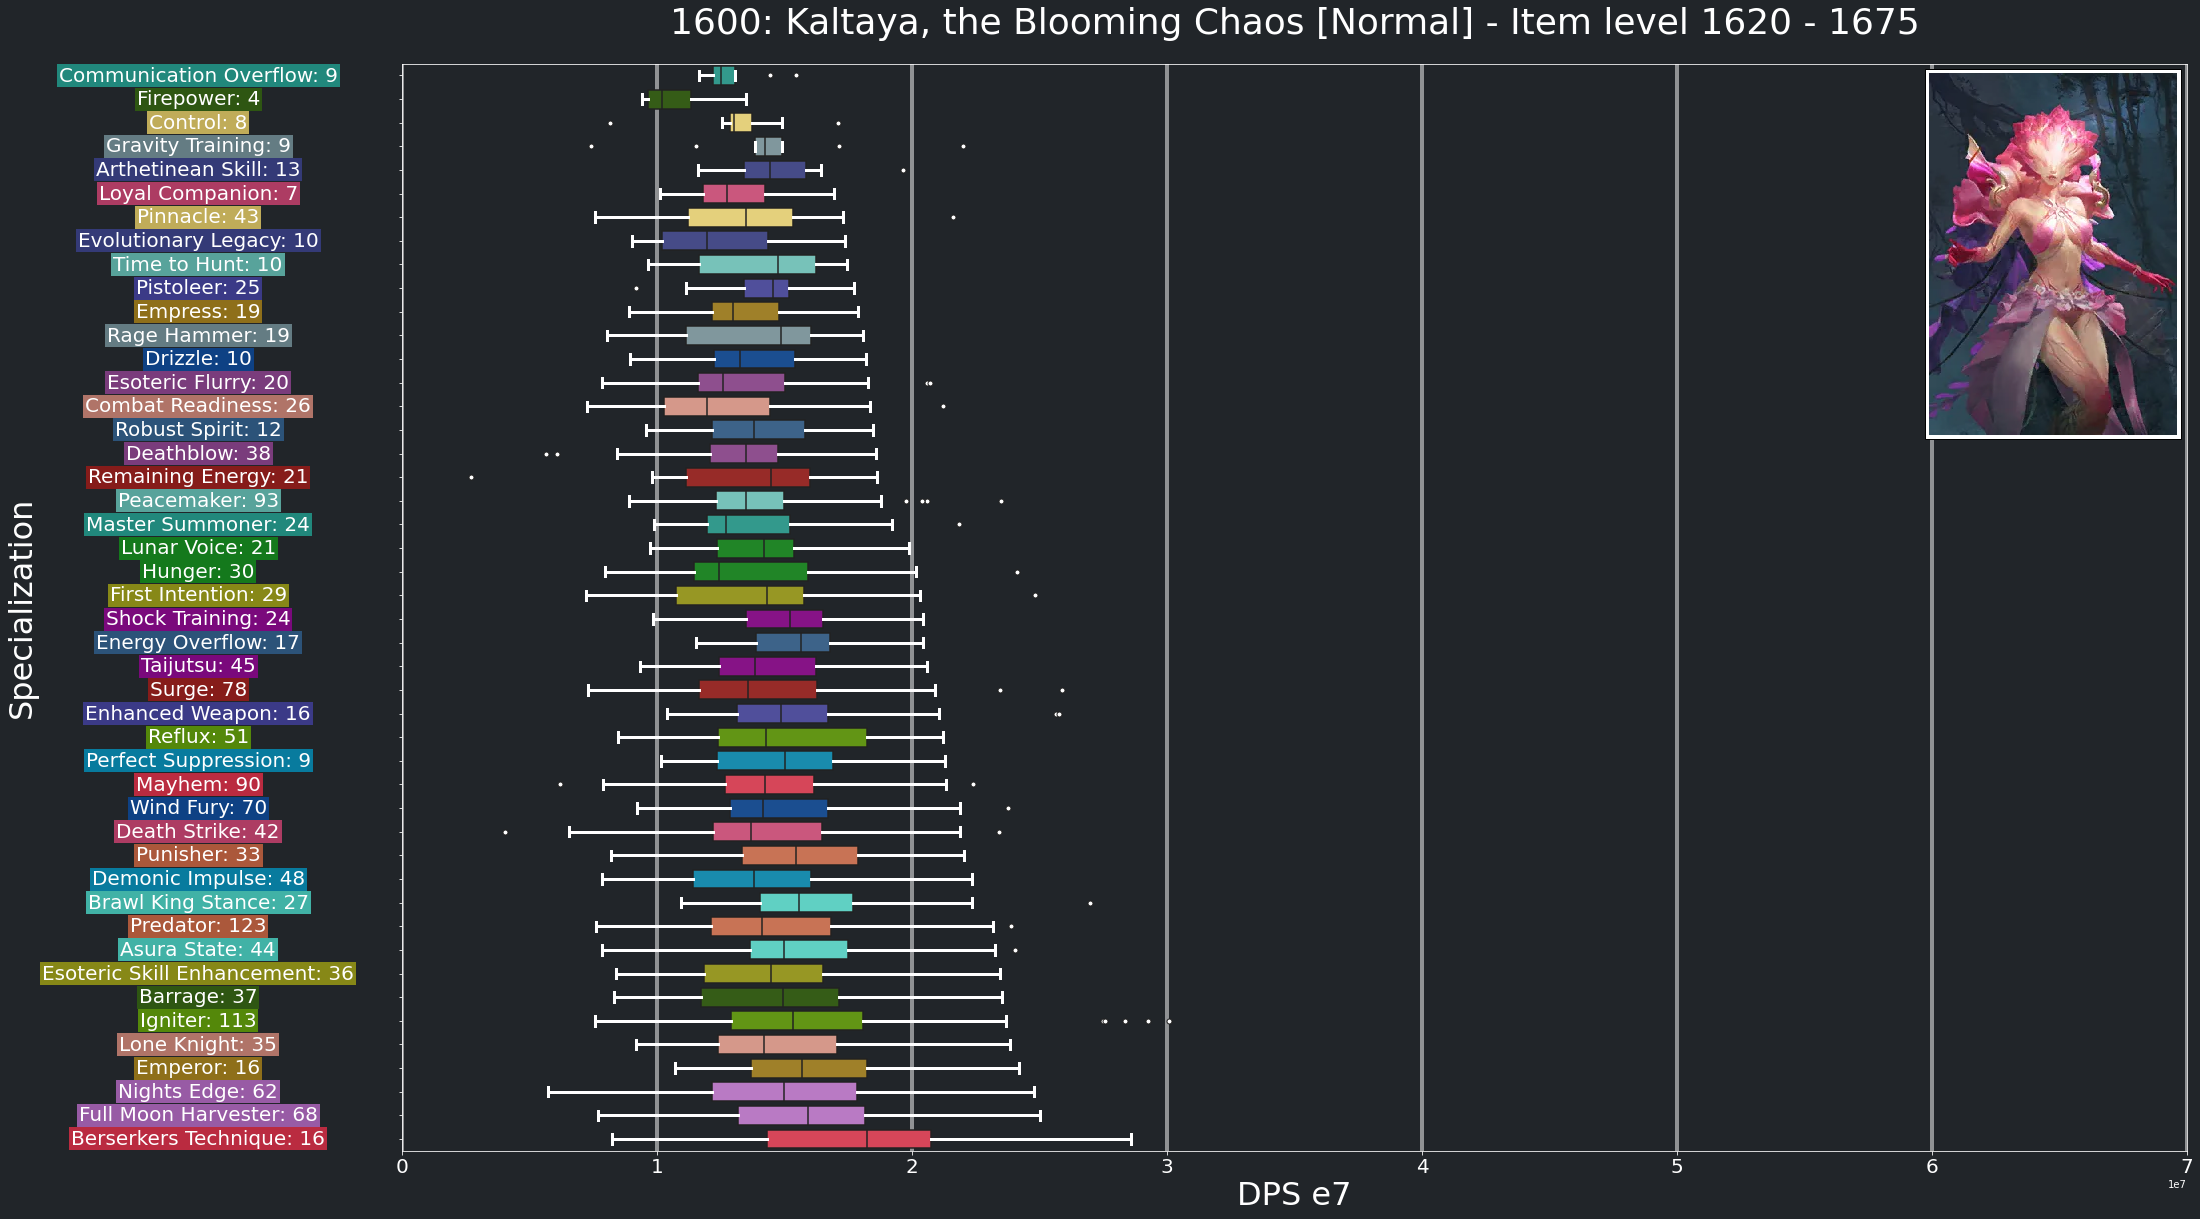 1600: Kaltaya, the Blooming Chaos [Normal] - Item level 1620 - 1675
Communication Overflow: 9
Firepower: 4
Control: 8
Gravity Training: 9
Arthetinean Skill: 13
Loyal Companion: 7
Pinnacle: 43
Evolutionary Legacy: 10
Time to Hunt: 10
Pistoleer: 25
Empress: 19
Rage Hammer: 19
Drizzle: 10
Esoteric Flurry: 20
Combat Readiness: 26
Robust Spirit: 12
Deathblow: 38
Remaining Energy: 21
Peacemaker: 93
Master Summoner: 24
Lunar Voice: 21
Hunger: 30
First Intention: 29
Shock Training: 24
Energy Overflow: 17
Taijutsu: 45
Surge: 78
Enhanced Weapon: 16
Reflux: 51
Perfect Suppression: 9
Mayhem: 90
Wind Fury: 70
Death Strike: 42
Punisher: 33
Demonic Impulse: 48
Brawl King Stance: 27
Predator: 123
Asura State: 44
Esoteric Skill Enhancement: 36
Barrage: 37
Igniter: 113
Lone Knight: 35
Emperor: 16
Nights Edge: 62
Full Moon Harvester: 68
Berserkers Technique: 16
Specialization
0 1 2 3 4 5 6 7
1e7
DPS e7